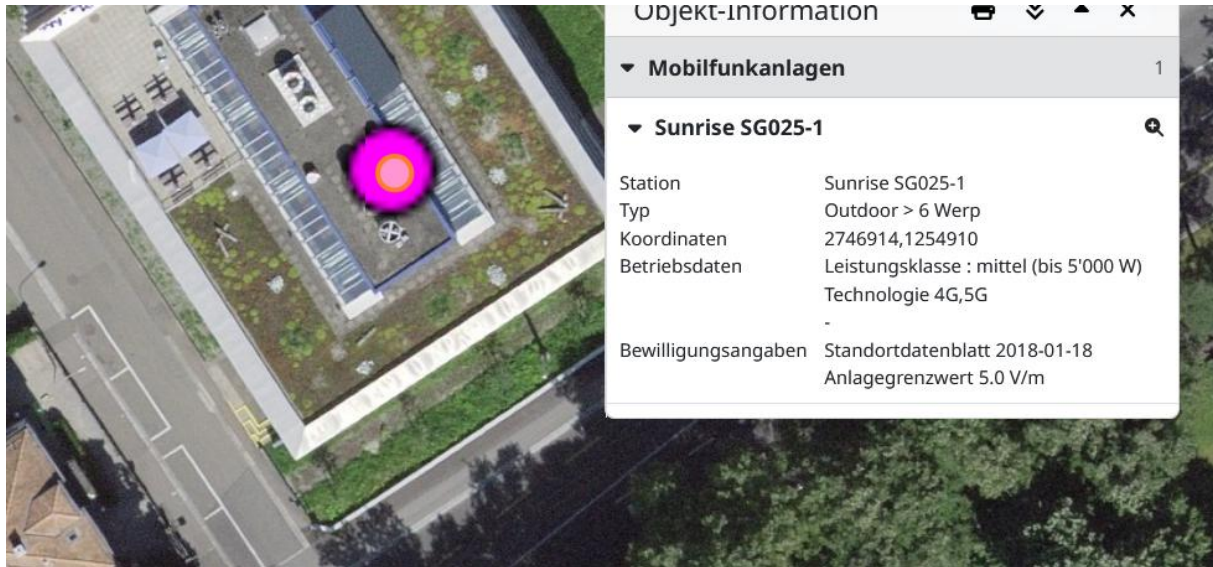 Objekt-Information
Mobilfunkanlagen 1
Sunrise SG025-1
Station Sunrise SG025-1
Typ Outdoor > 6 Werp
Koordinaten 2746914,1254910
Betriebsdaten Leistungsklasse : mittel (bis 5'000 W)
Technologie 4G,5G
-
Bewilligungsangaben Standortdatenblatt 2018-01-18
Anlagegrenzwert 5.0 V/m